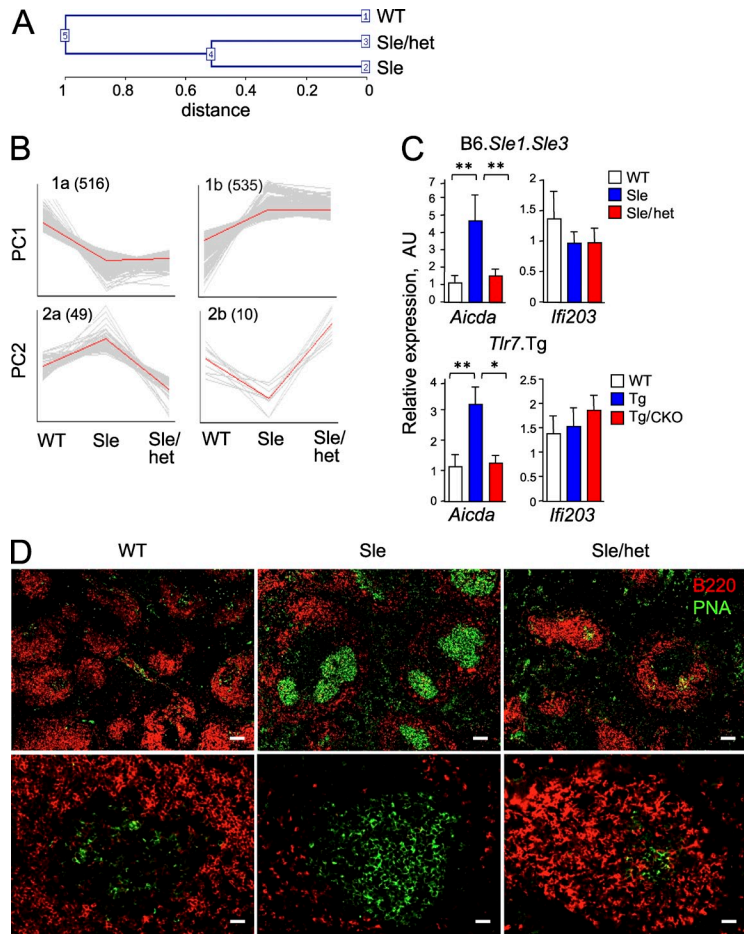 A
1
WT
5
3
Sle/het
4
2
Sle
1
0.8
0.6
0.4
0.2
0
distance
B
1a (516)
1b (535)
PC1
2a (49)
2b (10)
PC2
WT
Sle
Sle/
het
WT
Sle
Sle/
het
C
B6.Sle1.Sle3
WT
Sle
Sle/het
** **
7
6
5
4
3
2
1
0
2
1.5
1
0.5
0
Aicda
Ifi203
Relative expression, AU
Tlr7.Tg
WT
Tg
Tg/CKO
** *
4
3
2
1
0
2.5
2
1.5
1
0.5
0
Aicda
Ifi203
D
WT
Sle
Sle/het
B220
PNA